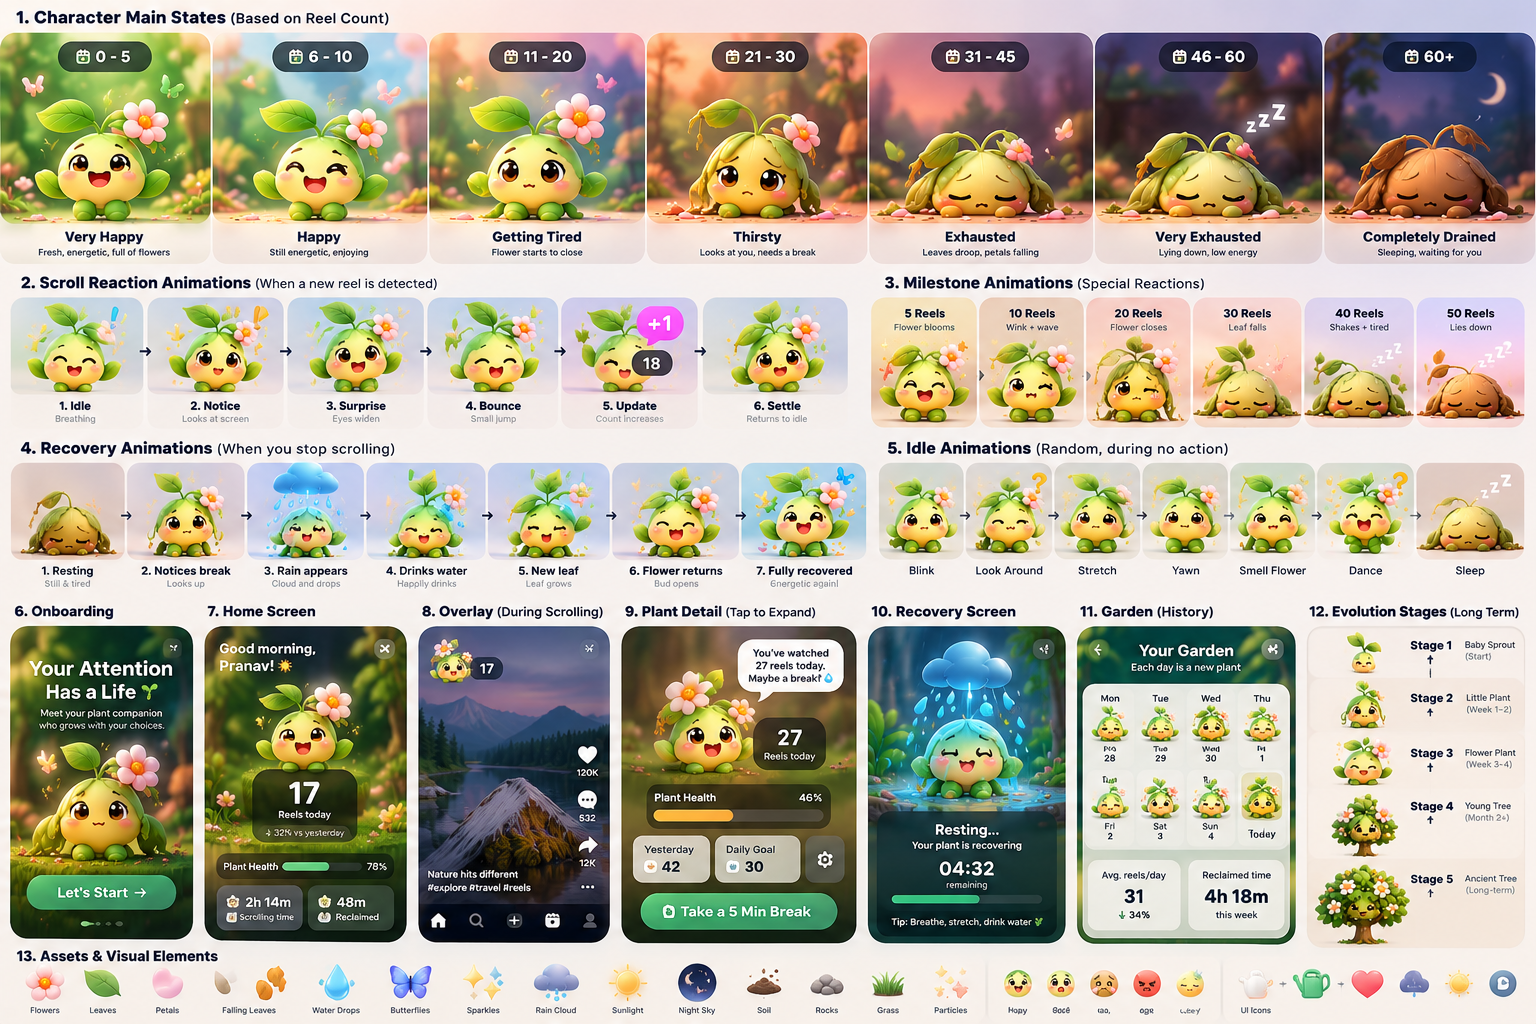 1. Character Main States (Based on Reel Count)
0 - 5
6 - 10
11 - 20
21 - 30
31 - 45
46 - 60
60+
zzZ
Very Happy
Fresh, energetic, full of flowers
Happy
Still energetic, enjoying
Getting Tired
Flower starts to close
Thirsty
Looks at you, needs a break
Exhausted
Leaves droop, petals falling
Very Exhausted
Lying down, low energy
Completely Drained
Sleeping, waiting for you
2. Scroll Reaction Animations (When a new reel is detected)
!
!
+1
18
1. Idle
Breathing
2. Notice
Looks at screen
3. Surprise
Eyes widen
4. Bounce
Small jump
5. Update
Count increases
6. Settle
Returns to idle
3. Milestone Animations (Special Reactions)
5 Reels
Flower blooms
10 Reels
Wink + wave
20 Reels
Flower closes
30 Reels
Leaf falls
40 Reels
Shakes + tired
zzzZ
50 Reels
Lies down
zzzZ
4. Recovery Animations (When you stop scrolling)
1. Resting
Still & tired
2. Notices break
Looks up
3. Rain appears
Cloud and drops
4. Drinks water
Happily drinks
5. New leaf
Leaf grows
6. Flower returns
Bud opens
7. Fully recovered
Energetic again!
5. Idle Animations (Random, during no action)
?
?
zzZ
Blink
Look Around
Stretch
Yawn
Smell Flower
Dance
Sleep
6. Onboarding
Your Attention
Has a Life
Meet your plant companion
who grows with your choices.
Let's Start →
7. Home Screen
Good morning,
Pranav!
17
Reels today
↓ 32% vs yesterday
Plant Health
78%
2h 14m
Scrolling time
48m
Reclaimed
8. Overlay (During Scrolling)
17
120K
632
12K
Nature hits different
#explore #travel #reels
9. Plant Detail (Tap to Expand)
You've watched
27 reels today.
Maybe a break?
27
Reels today
Plant Health
46%
Yesterday
42
Daily Goal
30
Take a 5 Min Break
10. Recovery Screen
Resting...
Your plant is recovering
04:32
remaining
Tip: Breathe, stretch, drink water
11. Garden (History)
Your Garden
Each day is a new plant
Mon
Tue
Wed
Thu
28
Tue
29
Wed
30
1
Fri
2
Sat
3
Sun
4
Today
Avg. reels/day
31
↓ 34%
Reclaimed time
4h 18m
this week
12. Evolution Stages (Long Term)
Stage 1
Baby Sprout
(Start)
Stage 2
Little Plant
(Week 1-2)
Stage 3
Flower Plant
(Week 3-4)
Stage 4
Young Tree
(Month 2+)
Stage 5
Ancient Tree
(Long-term)
13. Assets & Visual Elements
Flowers
Leaves
Petals
Falling Leaves
Water Drops
Butterflies
Sparkles
Rain Cloud
Sunlight
Night Sky
Soil
Rocks
Grass
Particles
UI Icons